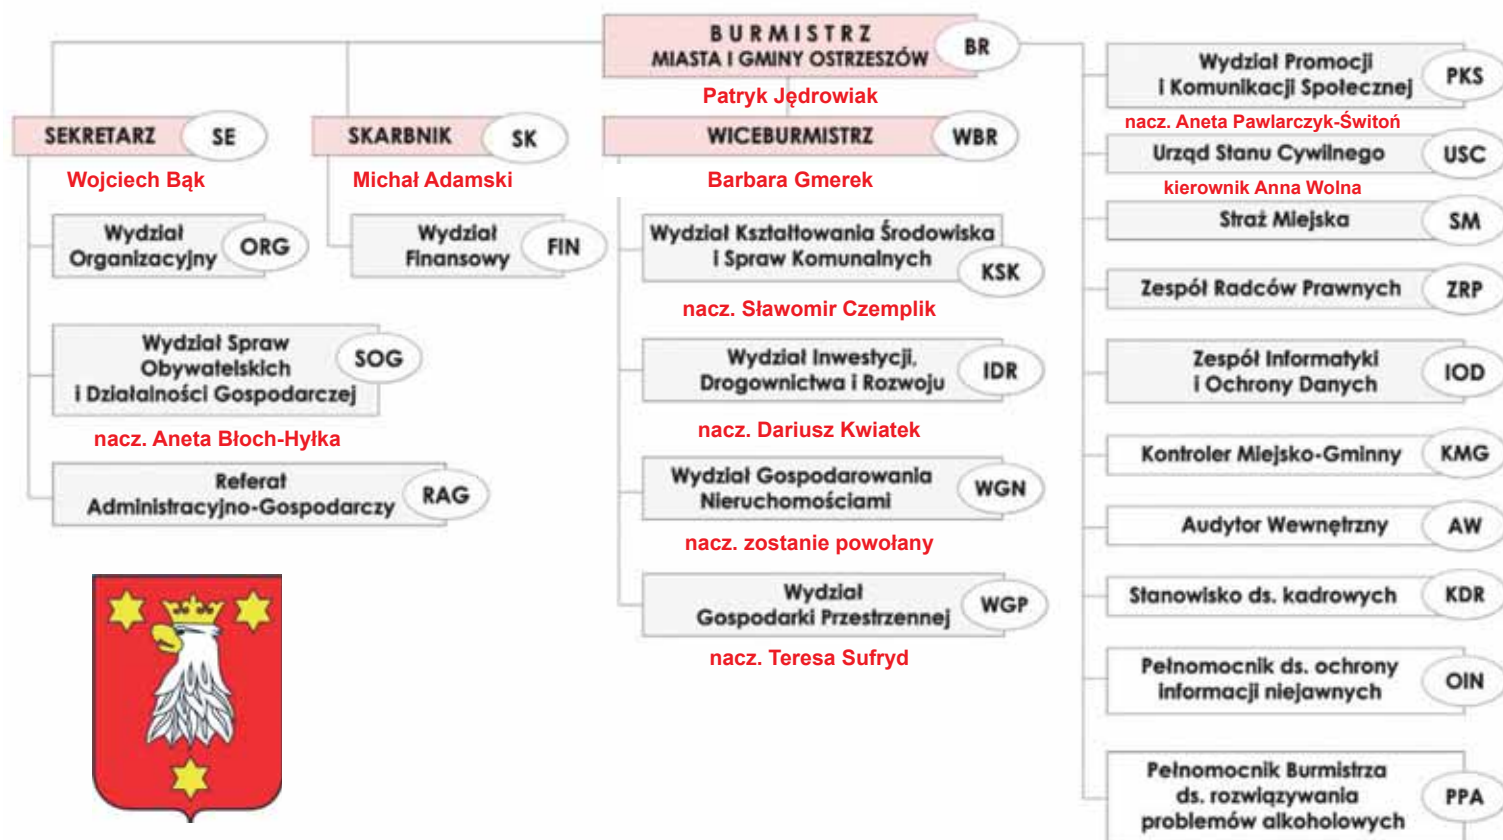 BURMISTRZ
MIASTA I GMINY OSTRZESZÓW
BR
Patryk Jędrowiak
SEKRETARZ
SE
Wojciech Bąk
Wydział
Organizacyjny
ORG
Wydział Spraw
Obywatelskich
i Działalności Gospodarczej
SOG
nacz. Aneta Błoch-Hyłka
Referat
Administracyjno-Gospodarczy
RAG
SKARBNIK
SK
Michał Adamski
Wydział
Finansowy
FIN
WICEBURMISTRZ
WBR
Barbara Gmerek
Wydział Kształtowania Środowiska
i Spraw Komunalnych
KSK
nacz. Sławomir Czemplik
Wydział Inwestycji,
Drogownictwa i Rozwoju
IDR
nacz. Dariusz Kwiatek
Wydział Gospodarowania
Nieruchomościami
WGN
nacz. zostanie powołany
Wydział
Gospodarki Przestrzennej
WGP
nacz. Teresa Sufryd
Wydział Promocji
i Komunikacji Społecznej
PKS
nacz. Aneta Pawlarczyk-Świtoń
Urząd Stanu Cywilnego
USC
kierownik Anna Wolna
Straż Miejska
SM
Zespół Radców Prawnych
ZRP
Zespół Informatyki
i Ochrony Danych
IOD
Kontroler Miejsko-Gminny
KMG
Audytor Wewnętrzny
AW
Stanowisko ds. kadrowych
KDR
Pełnomocnik ds. ochrony
informacji niejawnych
OIN
Pełnomocnik Burmistrza
ds. rozwiązywania
problemów alkoholowych
PPA